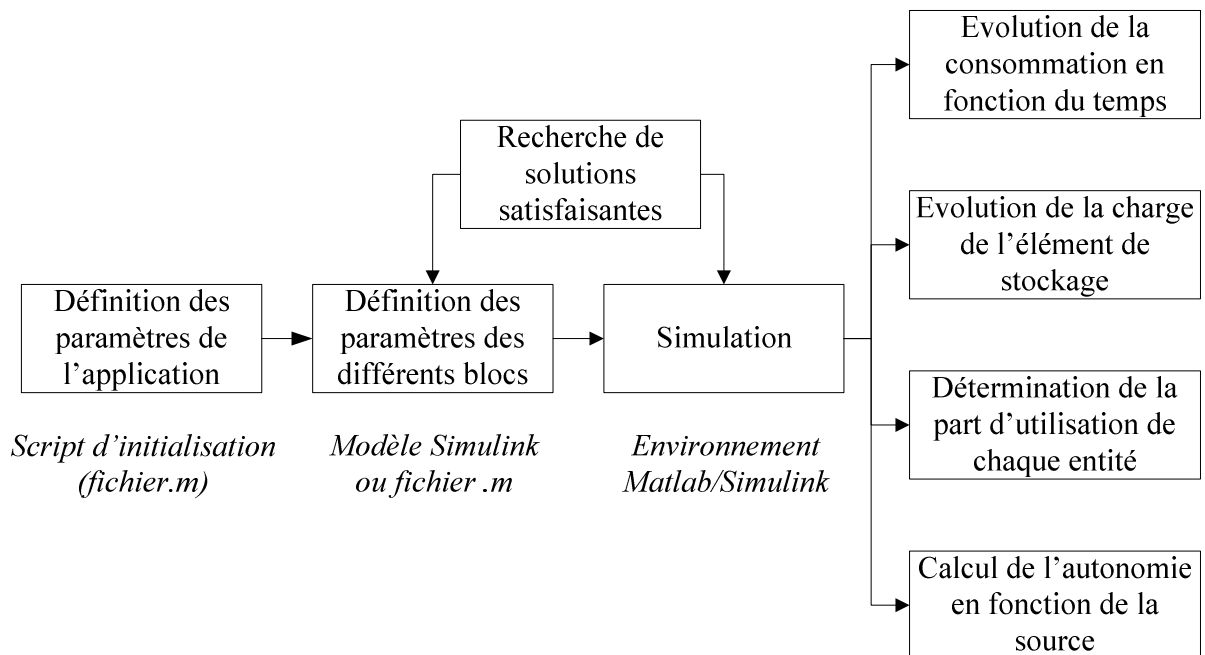 Evolution de la
consommation en
fonction du temps
Recherche de
solutions
satisfaisantes
Evolution de la charge
de l’élément de
stockage
Définition des
paramètres de
l’application
Définition des
paramètres des
différents blocs
Simulation
Détermination de la
part d’utilisation de
chaque entité
Script d’initialisation
(fichier.m)
Modèle Simulink
ou fichier .m
Environnement
Matlab/Simulink
Calcul de l’autonomie
en fonction de la
source